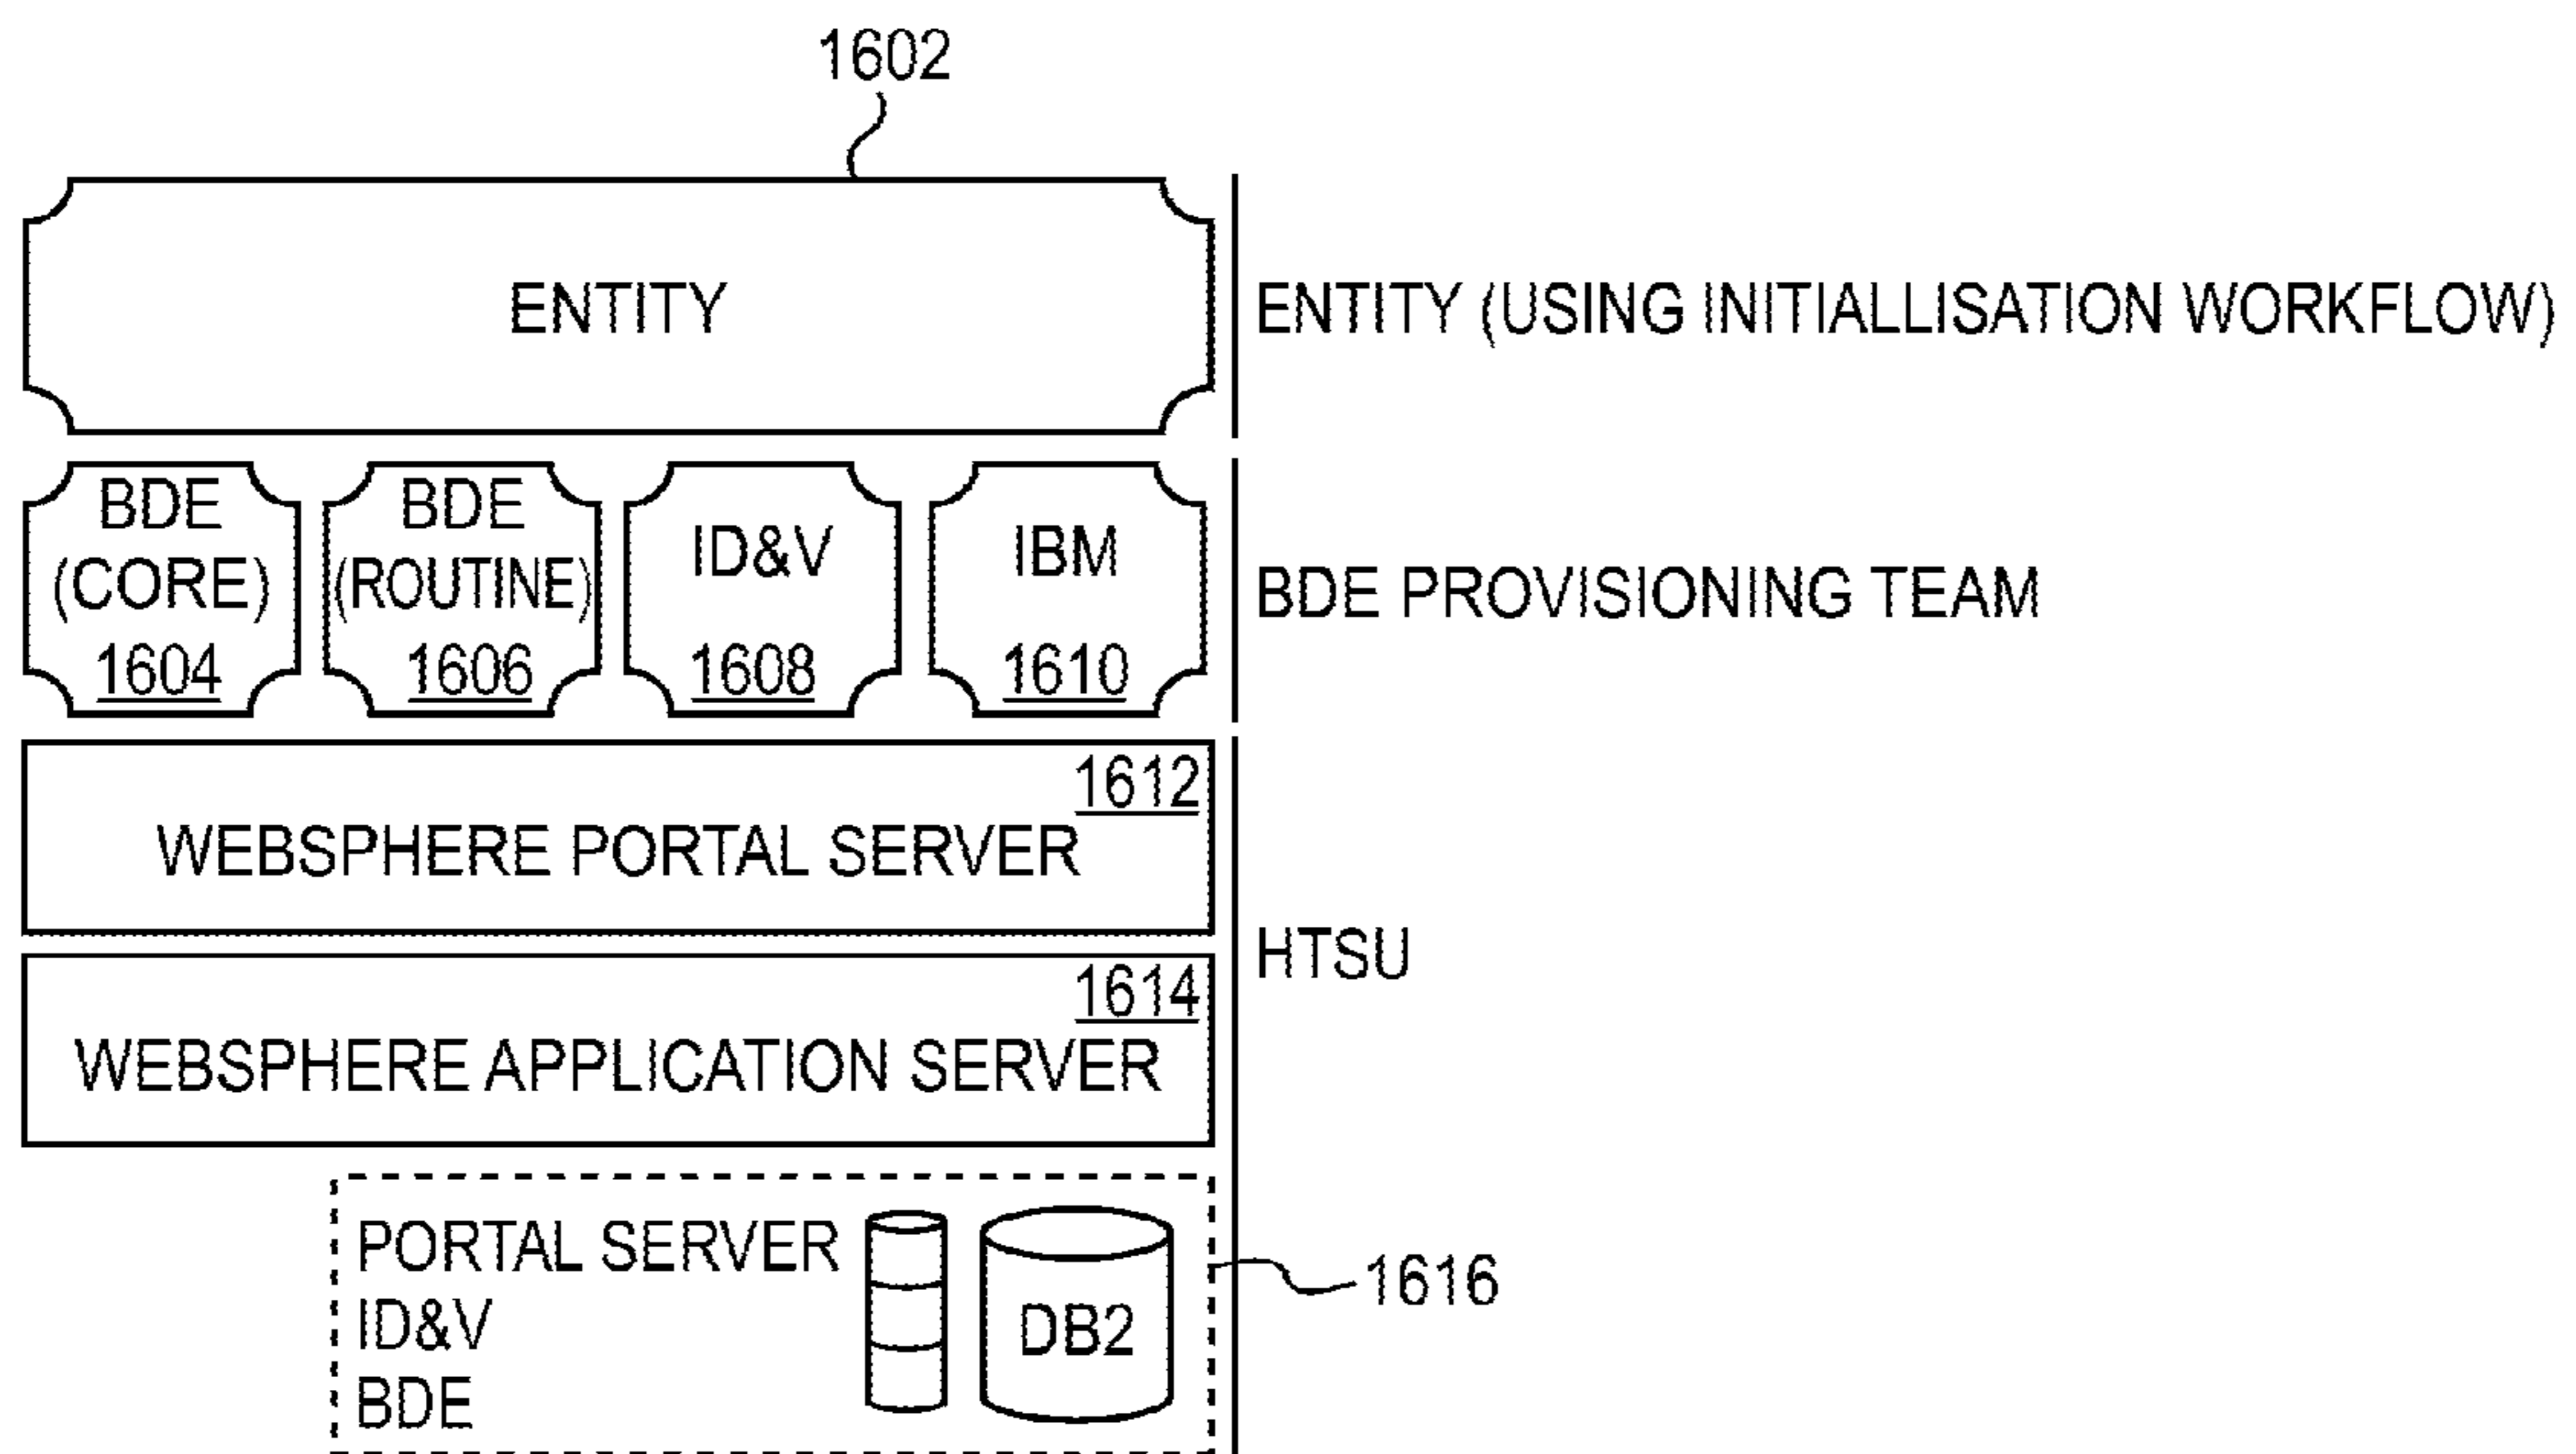 1602
ENTITY
ENTITY (USING INITIALLISATION WORKFLOW)
BDE
(CORE)
1604
BDE
(ROUTINE)
1606
ID&V
1608
IBM
1610
BDE PROVISIONING TEAM
1612
WEBSPHERE PORTAL SERVER
HTSU
1614
WEBSPHERE APPLICATION SERVER
PORTAL SERVER
ID&V
BDE
DB2
1616